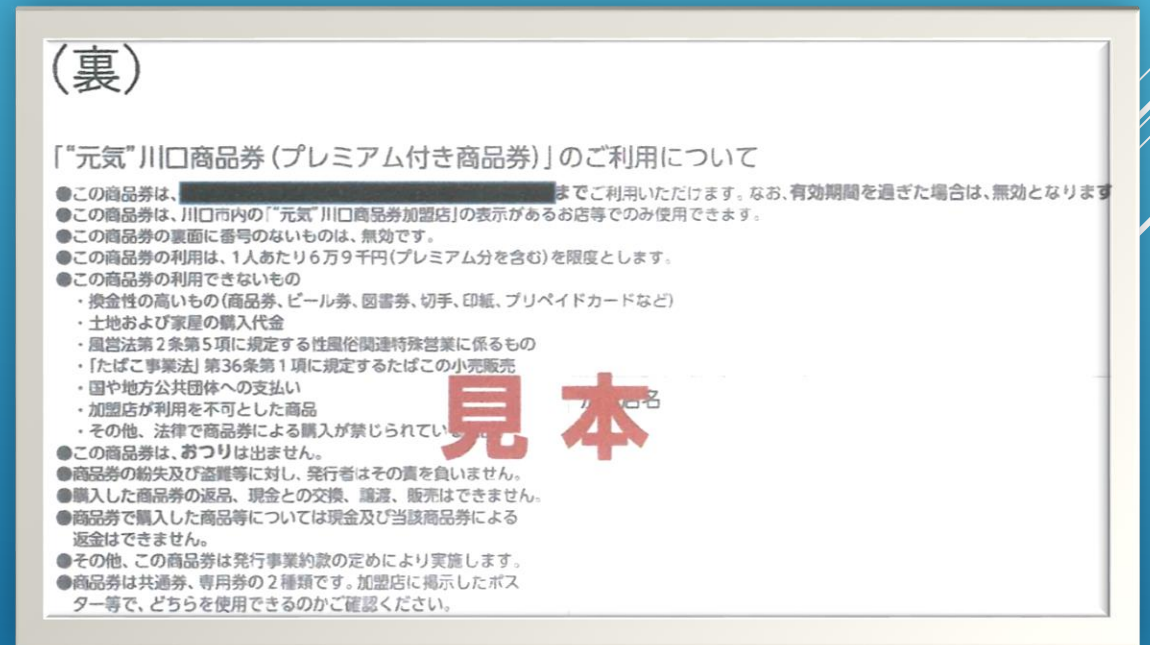 （裏）
「“元気”川口商品券（プレミアム付き商品券）」のご利用について
●この商品券は、までご利用いただけます。なお、有効期間を過ぎた場合は、無効となります
●この商品券は、川口市内の「“元気”川口商品券加盟店」の表示があるお店等でのみ使用できます。
●この商品券の裏面に番号のないものは、無効です。
●この商品券の利用は、1人あたり6万9千円（プレミアム分を含む）を限度とします。
●この商品券の利用できないもの
・換金性の高いもの（商品券、ビール券、図書券、切手、印紙、プリペイドカードなど）
・土地および家屋の購入代金
・風営法第2条第5項に規定する性風俗関連特殊営業に係るもの
・「たばこ事業法」第36条第1項に規定するたばこの小売販売
・国や地方公共団体への支払い
・加盟店が利用を不可とした商品
店名
・その他、法律で商品券による購入が禁じられてい
見本
●この商品券は、おつりは出ません。
●商品券の紛失及び盗難等に対し、発行者はその責を負いません。
●購入した商品券の返品、現金との交換、譲渡、販売はできません。
●商品券で購入した商品等については現金及び当該商品券による
返金はできません。
●その他、この商品券は発行事業約款の定めにより実施します。
●商品券は共通券、専用券の2種類です。加盟店に掲示したポス
ター等で、どちらを使用できるのかご確認ください。